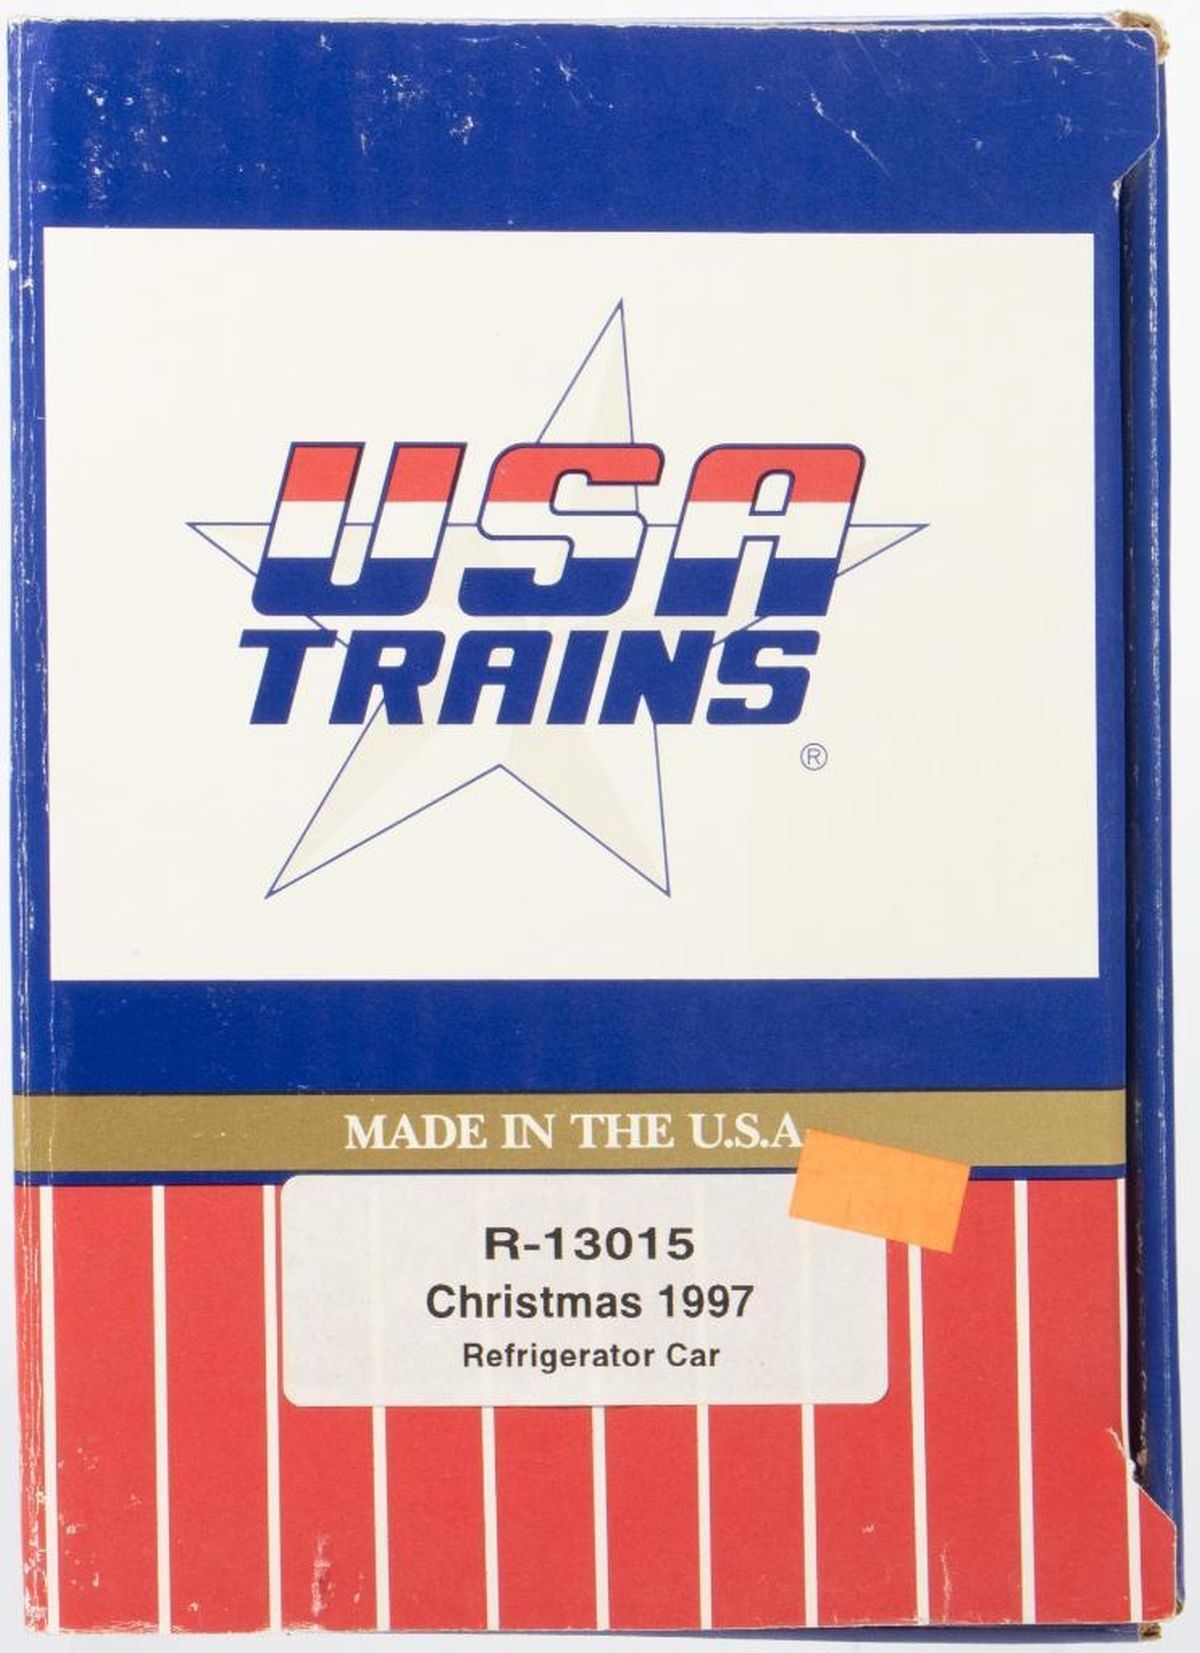 USA
TRAINS
®
MADE IN THE U.S.A
R-13015
Christmas 1997
Refrigerator Car